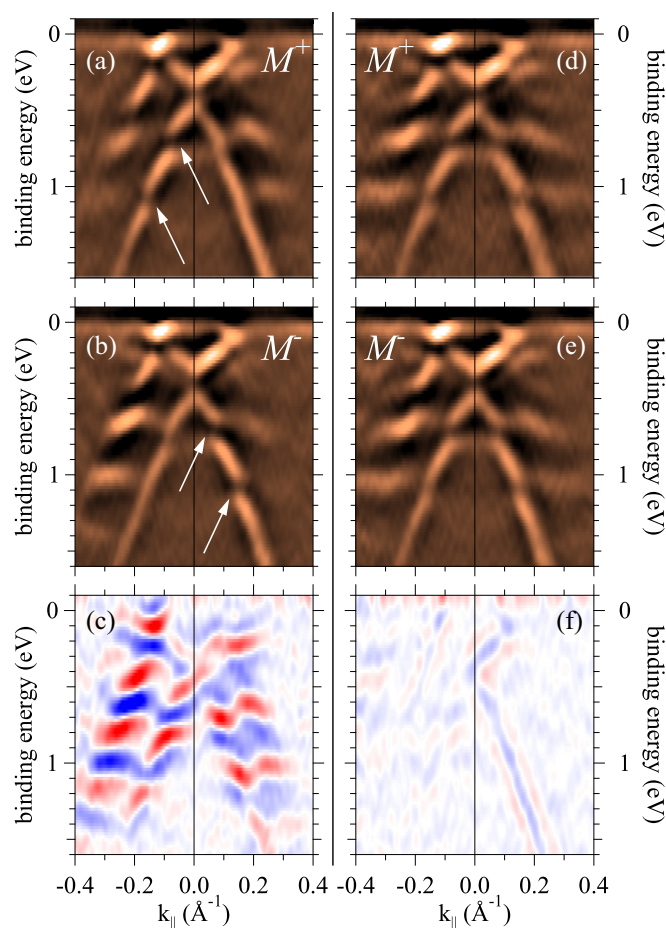 0
(a)
M+
M+
(d)
0
binding energy (eV)
binding energy (eV)
1
1
0
(b)
M-
M-
(e)
0
binding energy (eV)
binding energy (eV)
1
1
0
(c)
(f)
0
binding energy (eV)
binding energy (eV)
1
1
-0.4 -0.2 0.0 0.2 0.4
-0.4 -0.2 0.0 0.2 0.4
k|| (Å-1)
k|| (Å-1)